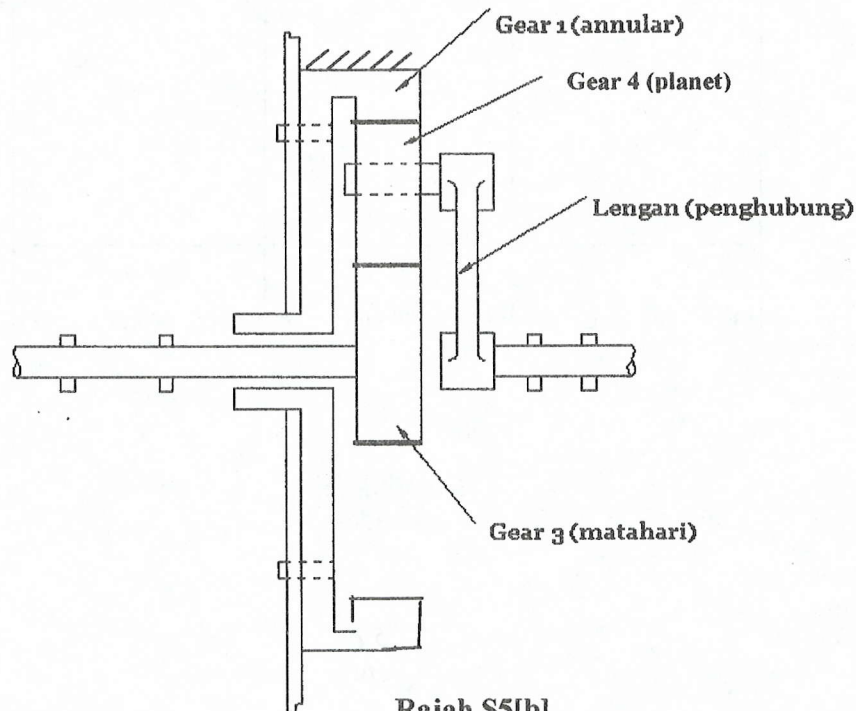 Gear 1 (annular)
Gear 4 (planet)
Lengan (penghubung)
Gear 3 (matahari)
Rajah S5[b]